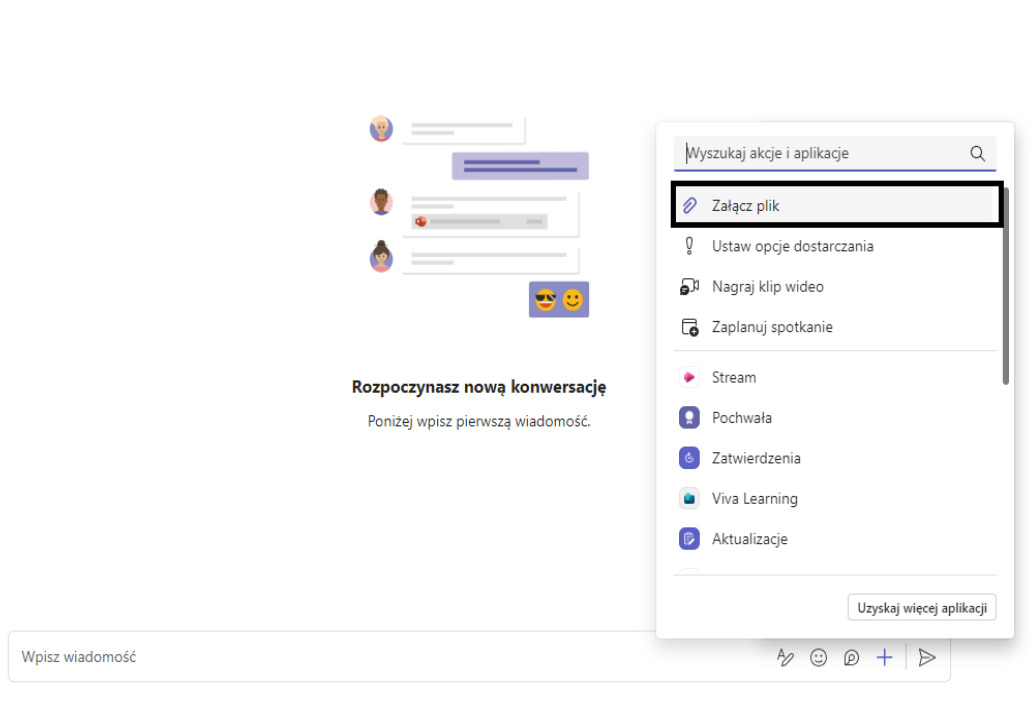 Wyszukaj akcje i aplikacje
Załącz plik
Ustaw opcje dostarczania
Nagraj klip wideo
Zaplanuj spotkanie
Stream
Pochwała
Zatwierdzenia
Viva Learning
Aktualizacje
Uzyskaj więcej aplikacji
Rozpoczynasz nową konwersację
Poniżej wpisz pierwszą wiadomość.
Wpisz wiadomość